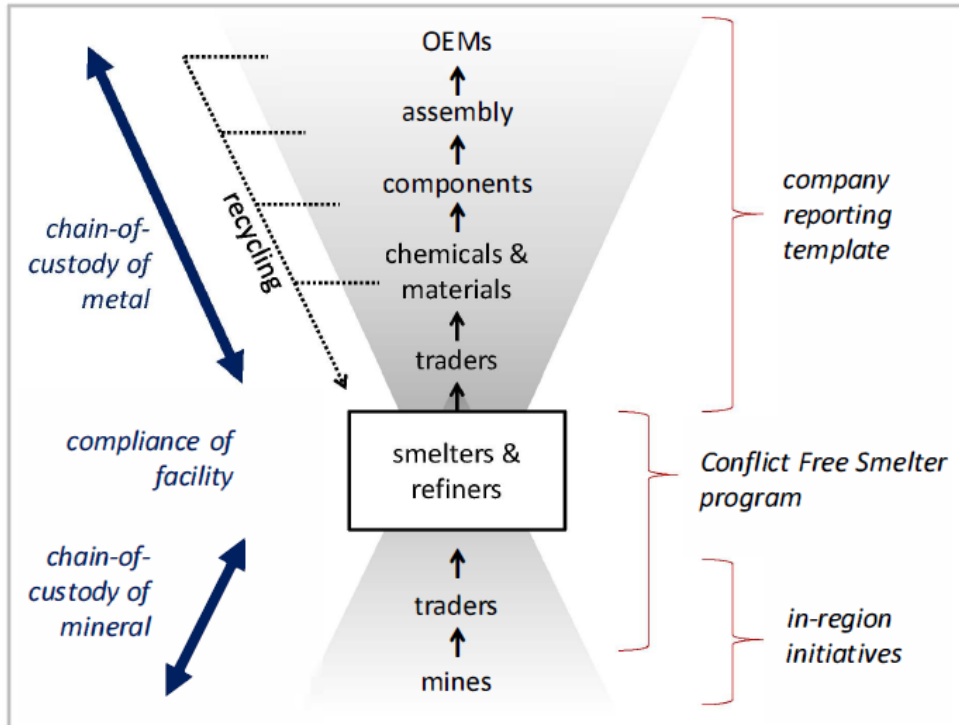 OEMs
assembly
components
chemicals &
materials
traders
smelters &
refiners
traders
mines
recycling
chain-of-
custody of
metal
compliance of
facility
chain-of-
custody of
mineral
company
reporting
template
Conflict Free Smelter
program
in-region
initiatives